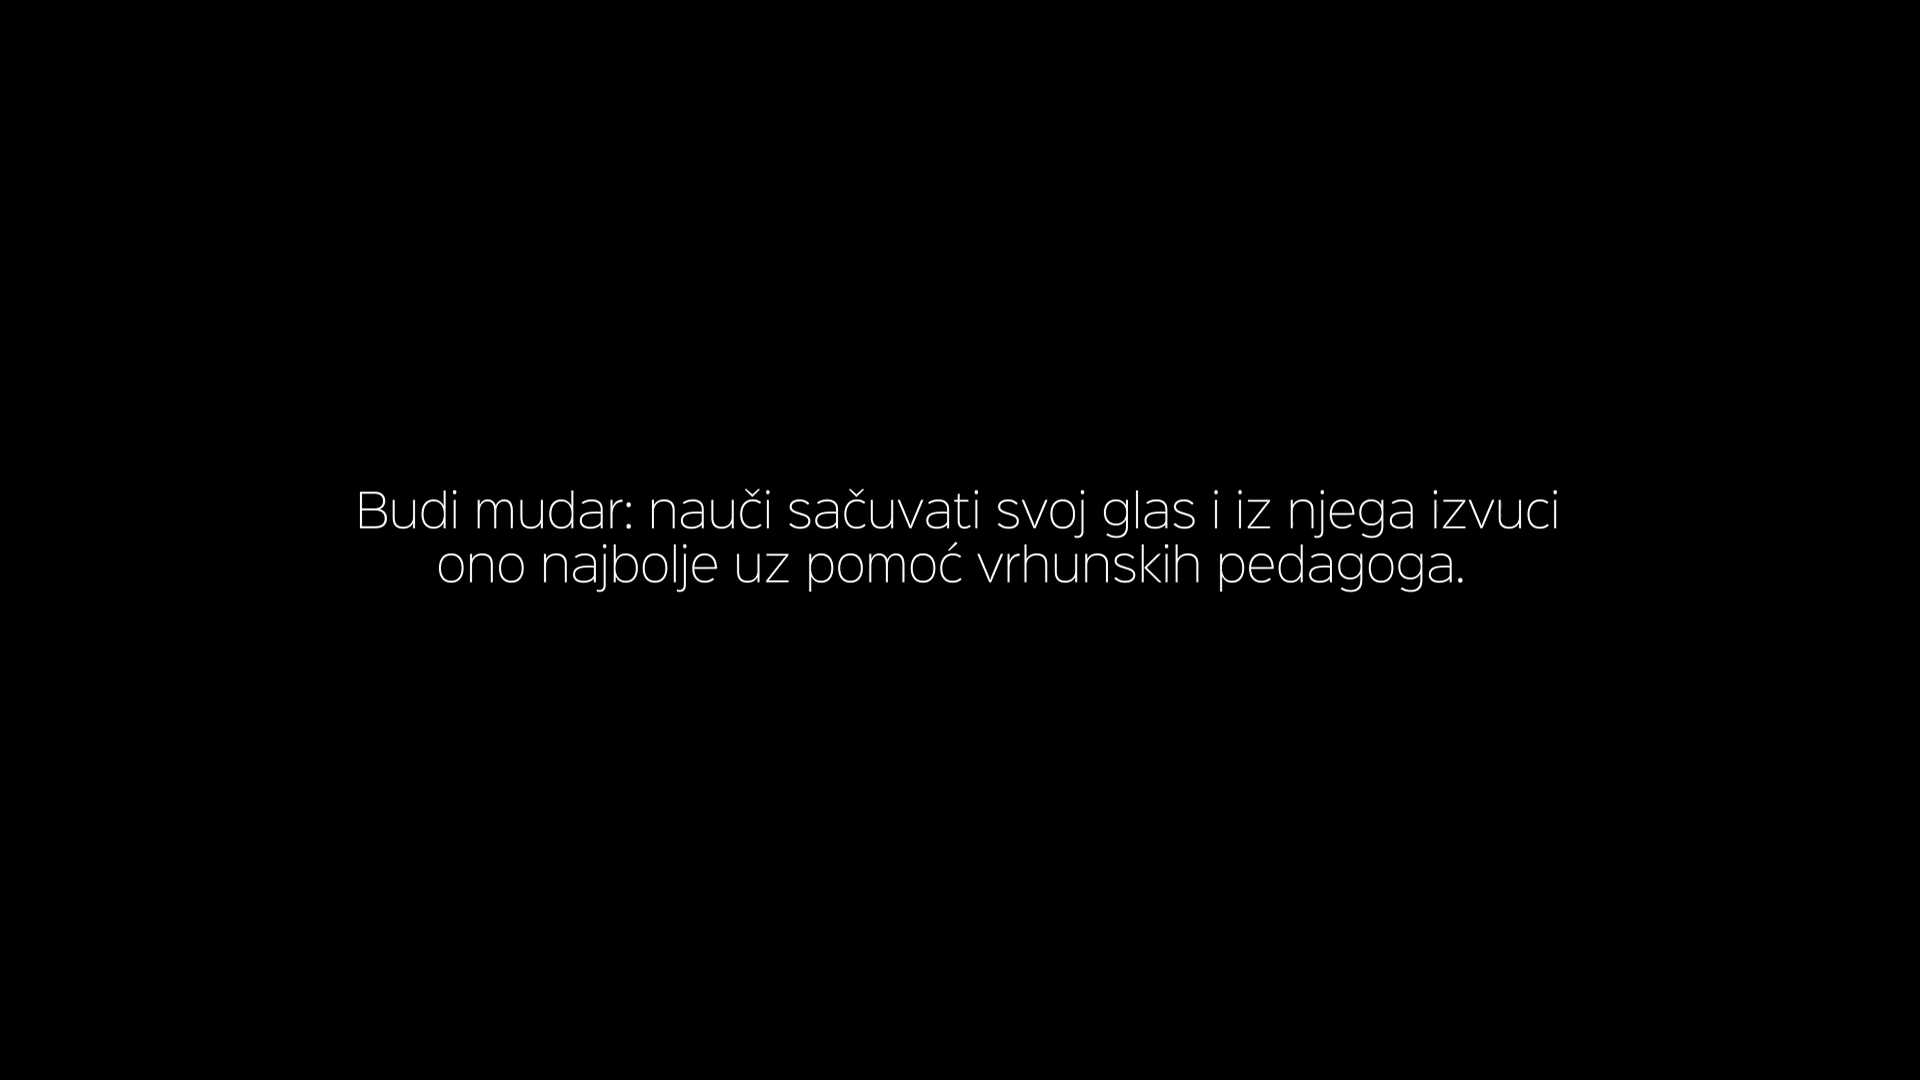 Budi mudar: nauči sačuvati svoj glas i iz njega izvuci
ono najbolje uz pomoć vrhunskih pedagoga.